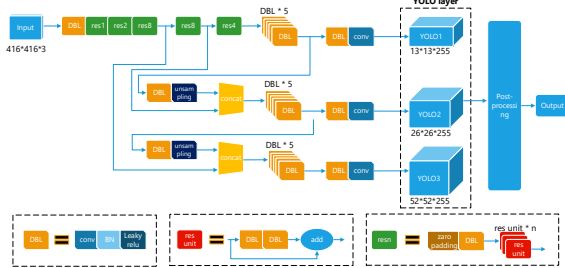 YOLO layer
DBL * 5
Input
DBL
res1
res2
res8
res8
res4
DBL
DBL
conv
YOLO1
416*416*3
13*13*255
DBL
unsam
pling
concat
DBL * 5
DBL
DBL
conv
YOLO2
26*26*255
Post-
processi
ng
Output
DBL
unsam
pling
concat
DBL * 5
DBL
DBL
conv
YOLO3
52*52*255
DBL
conv
BN
Leaky
relu
res
unit
DBL
DBL
add
resn
zaro
padding
DBL
res unit * n
res
unit